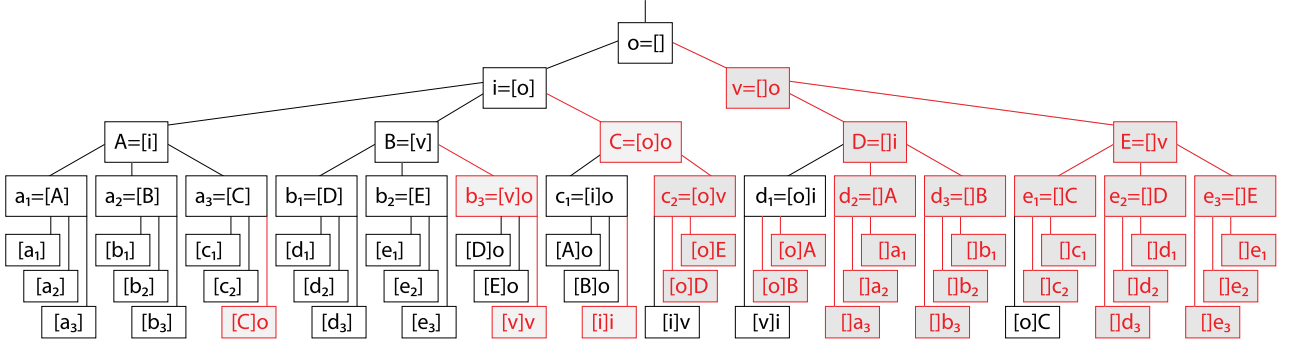 o=[]
i=[o] v=[]o
A=[i] B=[v] C=[o]o D=[]i E=[]v
a₁=[A] a₂=[B] a₃=[C] b₁=[D] b₂=[E] b₃=[v]o c₁=[i]o c₂=[o]v d₁=[o]i d₂=[]A d₃=[]B e₁=[]C e₂=[]D e₃=[]E
[a₁] [b₁] [c₁] [d₁] [e₁] [D]o [A]o [o]E [o]A []a₁ []b₁ []c₁ []d₁ []e₁
[a₂] [b₂] [c₂] [d₂] [e₂] [E]o [B]o [o]D [o]B []a₂ []b₂ []c₂ []d₂ []e₂
[a₃] [b₃] [C]o [d₃] [e₃] [v]v [i]i [i]v [v]i []a₃ []b₃ [o]C []d₃ []e₃